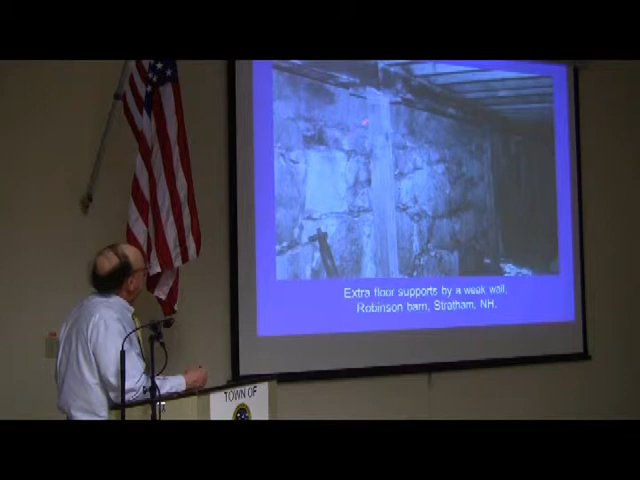 Extra floor supports by a weak wall,
Robinson barn, Stratham, NH.
TOWN OF